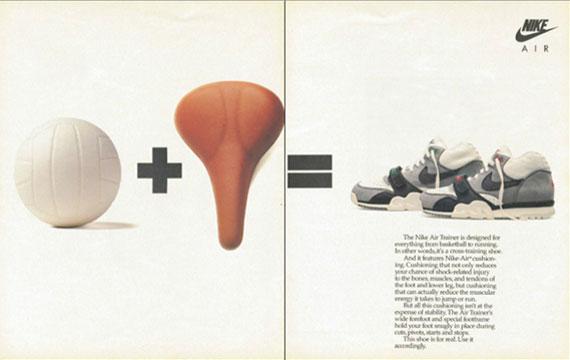 NIKE
AIR
+
=
The Nike Air Trainer is designed for
everything from basketball to running.
In other words, it's a cross-training shoe.
And it features Nike-Air® cushion-
ing. Cushioning that not only reduces
your chance of shock-related injury
to the bones, muscles, and tendons of
the foot and lower leg, but cushioning
that can actually reduce the muscular
energy it takes to jump or run.
But all this cushioning isn't at the
expense of stability. The Air Trainer's
wide forefoot and special footframe
hold your foot snugly in place during
cuts, pivots, starts and stops.
This shoe is for real. Use it
accordingly.